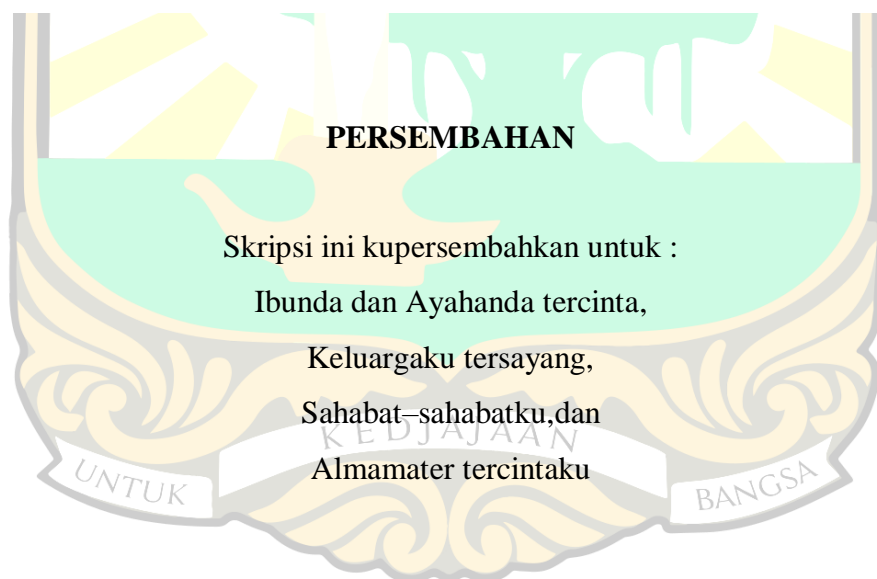 PERSEMBAHAN
Skripsi ini kupersembahkan untuk :
Ibunda dan Ayahanda tercinta,
Keluargaku tersayang,
Sahabat–sahabatku,dan
Almamater tercintaku
UNTUK KEDJAJAAN BANGSA